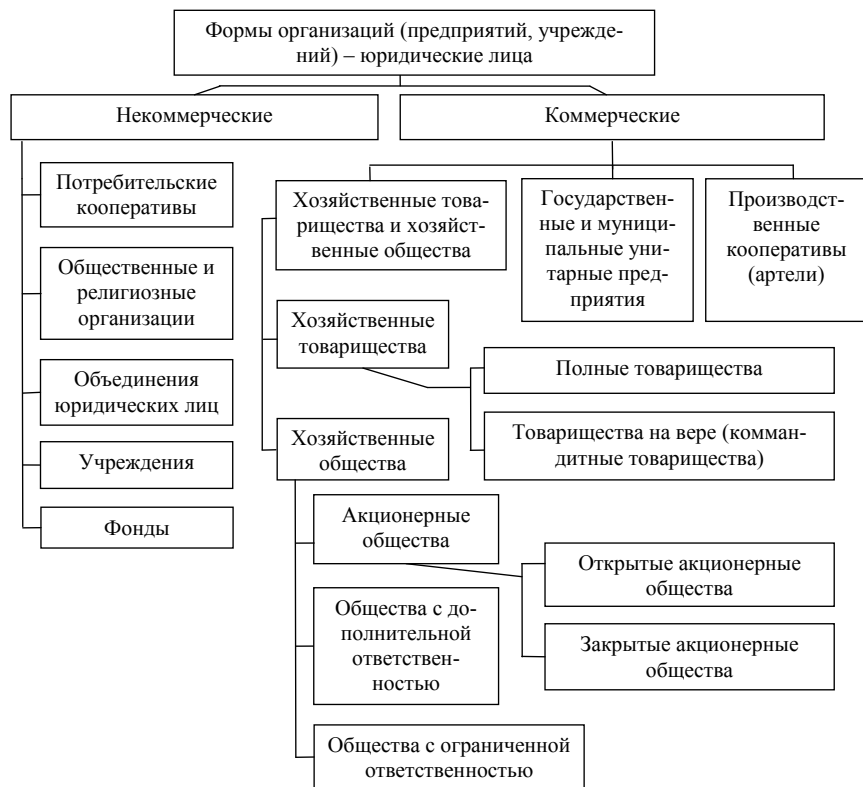 Формы организаций (предприятий, учрежде-
ний) – юридические лица
Некоммерческие
Коммерческие
Потребительские
кооперативы
Общественные и
религиозные
организации
Объединения
юридических лиц
Учреждения
Фонды
Хозяйственные това-
рищества и хозяйст-
венные общества
Государствен-
ные и муници-
пальные уни-
тарные пред-
приятия
Производст-
венные
кооперативы
(артели)
Хозяйственные
товарищества
Полные товарищества
Товарищества на вере (комман-
дитные товарищества)
Хозяйственные
общества
Акционерные
общества
Открытые акционерные
общества
Закрытые акционерные
общества
Общества с до-
полнительной
ответствен-
ностью
Общества с ограниченной
ответственностью